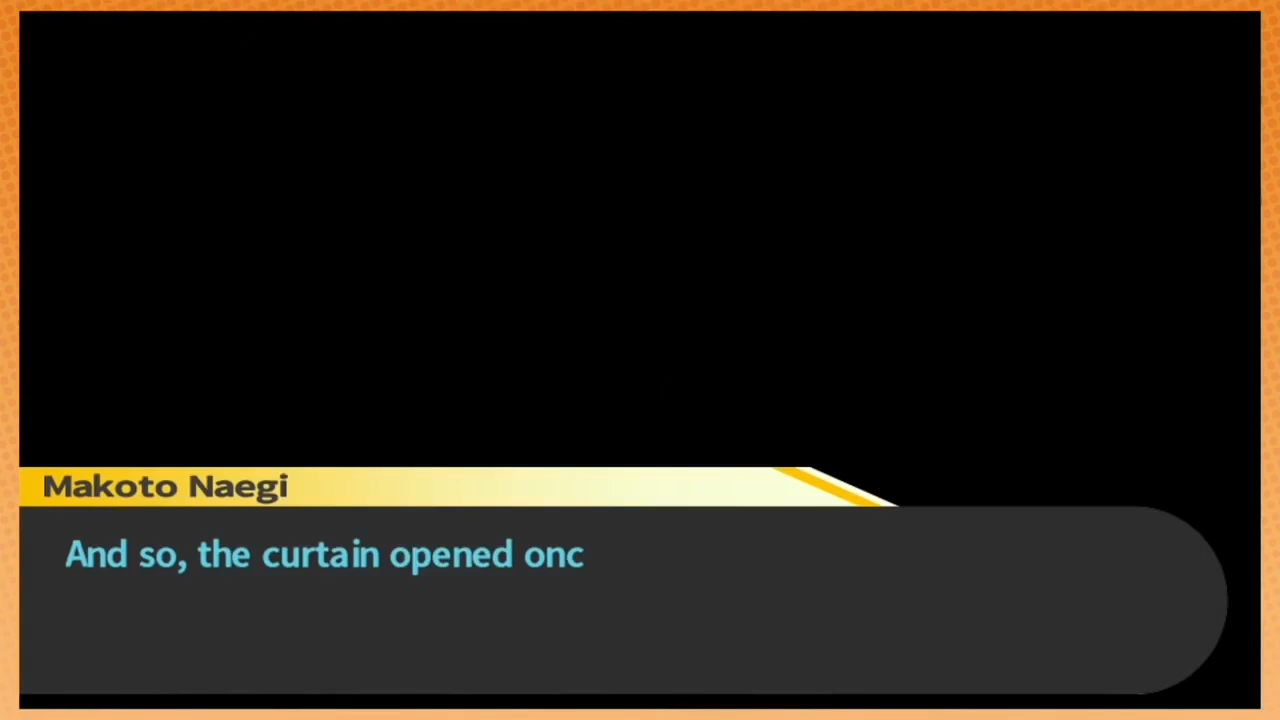 Makoto Naegi
And so, the curtain opened onc